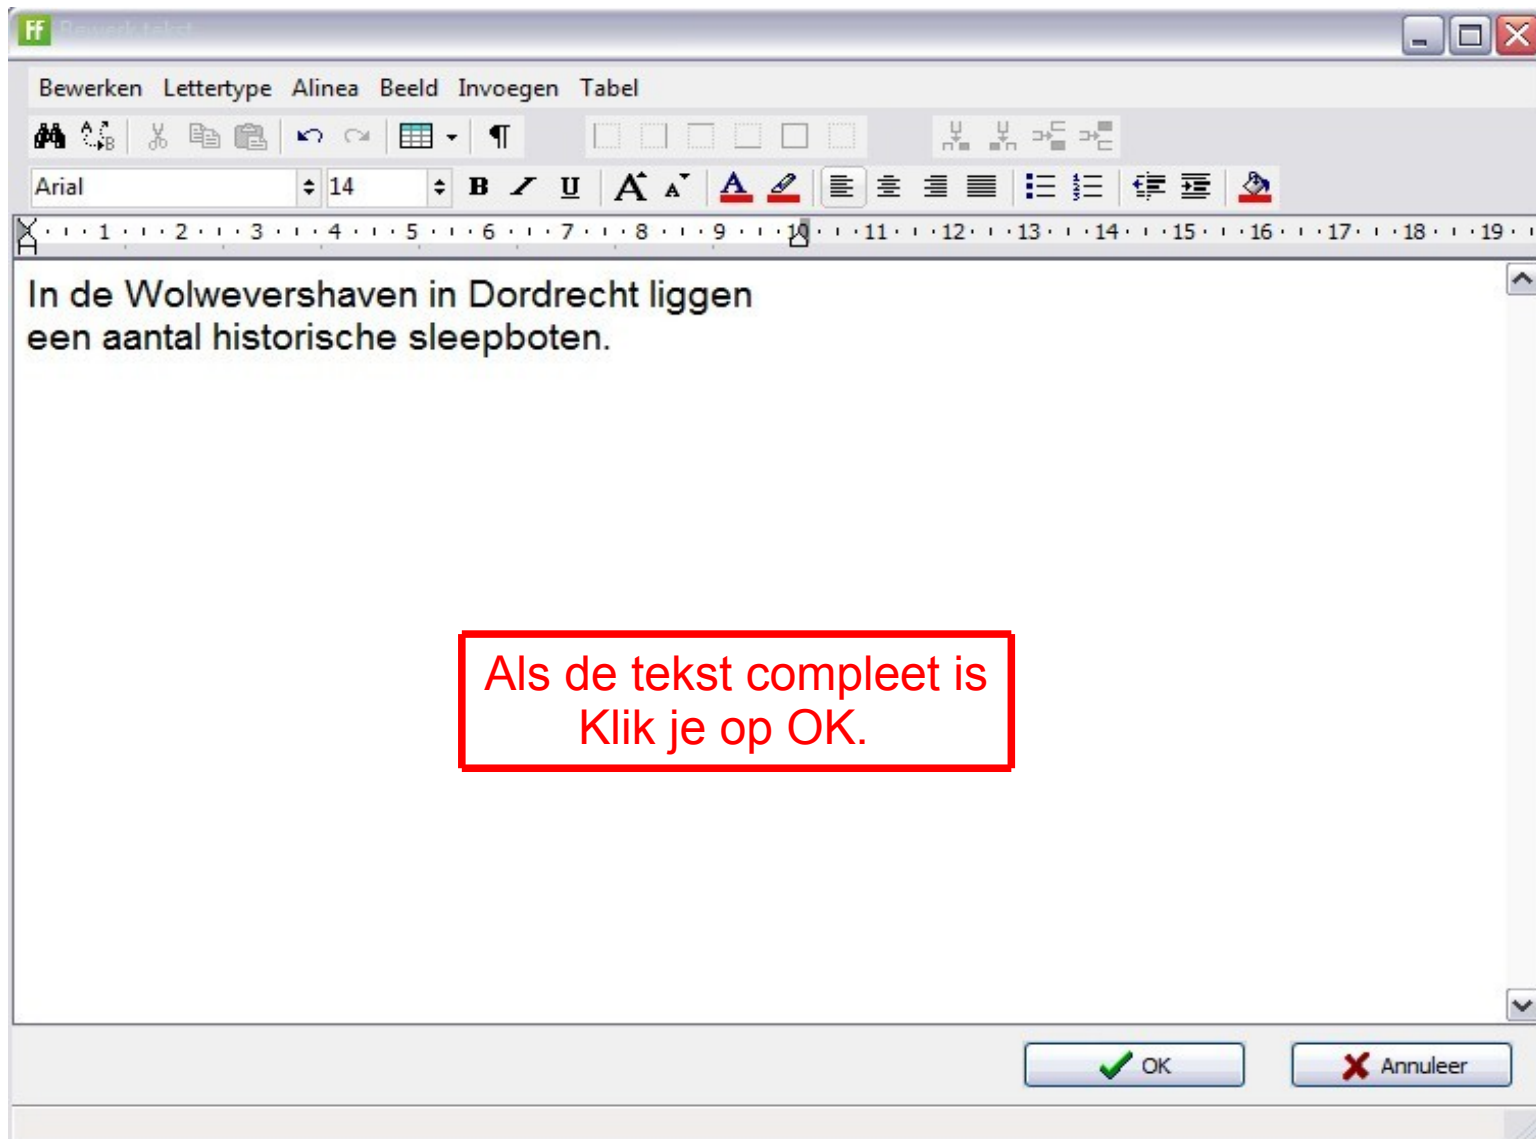 Bewerk tekst
Bewerken Lettertype Alinea Beeld Invoegen Tabel
Arial 14 B I U A A A
1 2 3 4 5 6 7 8 9 10 11 12 13 14 15 16 17 18 19
In de Wolwevershaven in Dordrecht liggen
een aantal historische sleepboten.
Als de tekst compleet is
Klik je op OK.
OK Annuleer